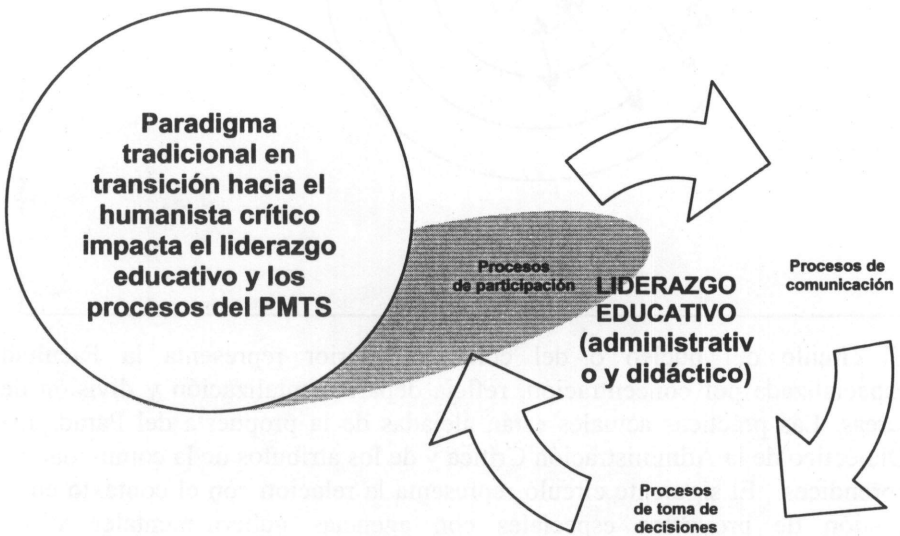 Paradigma
tradicional en
transición hacia el
humanista crítico
impacta el liderazgo
educativo y los
procesos del PMTS
Procesos
de participación
LIDERAZGO
EDUCATIVO
(administrativ
o y didáctico)
Procesos de
comunicación
Procesos
de toma de
decisiones